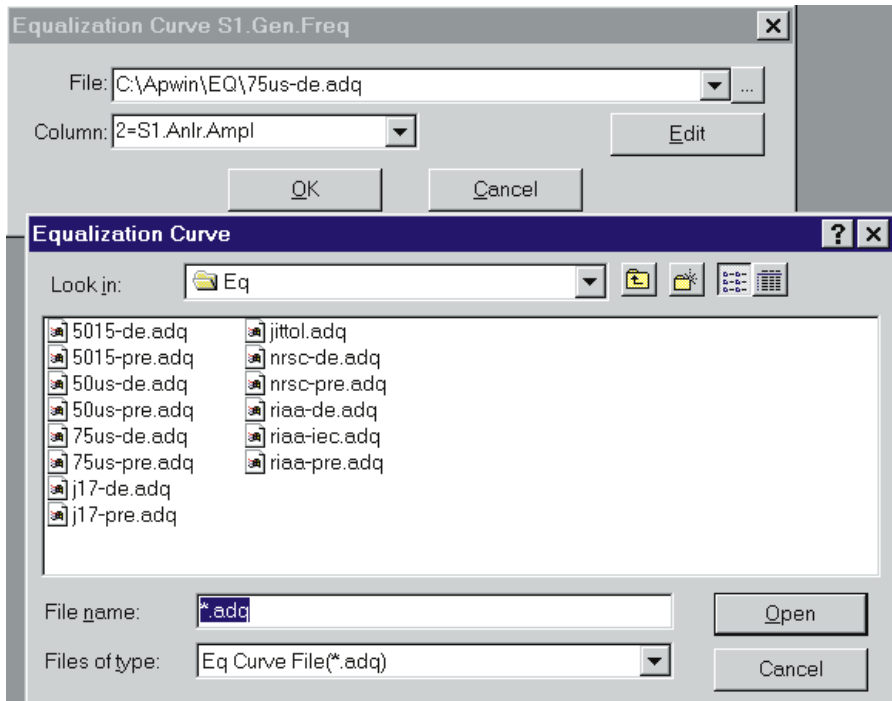 Equalization Curve S1.Gen.Freq
File: C:\Apwin\EQ\75us-de.adq ...
Column: 2=S1.Anlr.Ampl Edit
OK Cancel
Equalization Curve
Look in: Eq
5015-de.adq
5015-pre.adq
50us-de.adq
50us-pre.adq
75us-de.adq
75us-pre.adq
j17-de.adq
j17-pre.adq
jittol.adq
nrsc-de.adq
nrsc-pre.adq
riaa-de.adq
riaa-iec.adq
riaa-pre.adq
File name: *.adq Open
Files of type: Eq Curve File(*.adq) Cancel